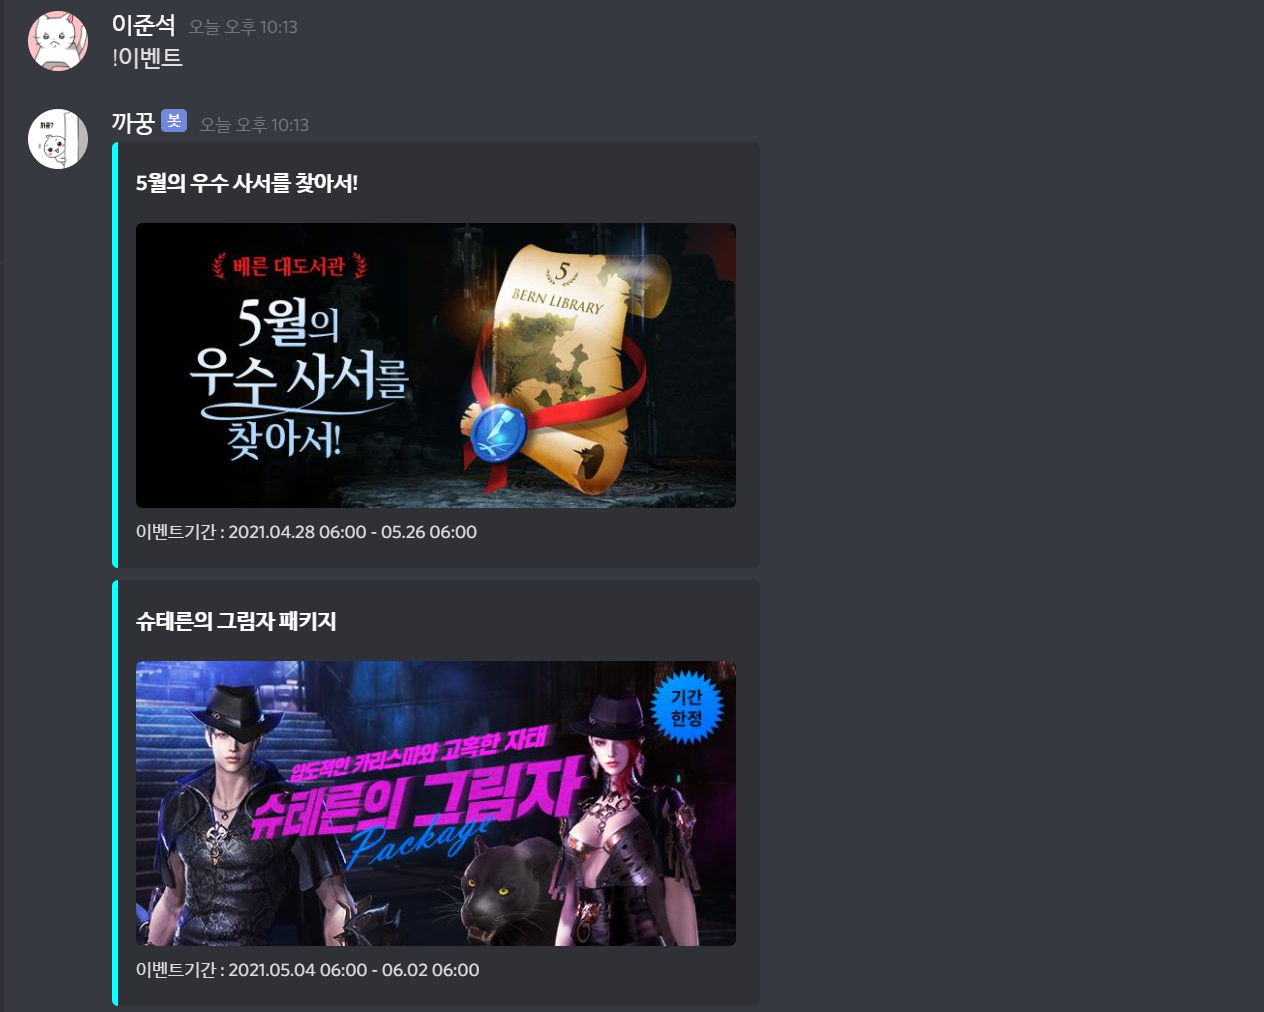 이준석 오늘 오후 10:13
!이벤트
까꿍?
까꿍 봇 오늘 오후 10:13
5월의 우수 사서를 찾아서!
베른 대도서관
5월의
우수 사서를
찾아서!
5
BERN LIBRARY
이벤트기간 : 2021.04.28 06:00 - 05.26 06:00
슈테른의 그림자 패키지
기간
한정
압도적인 카리스마와 고혹한 자태
슈테른의 그림자
Package
이벤트기간 : 2021.05.04 06:00 - 06.02 06:00